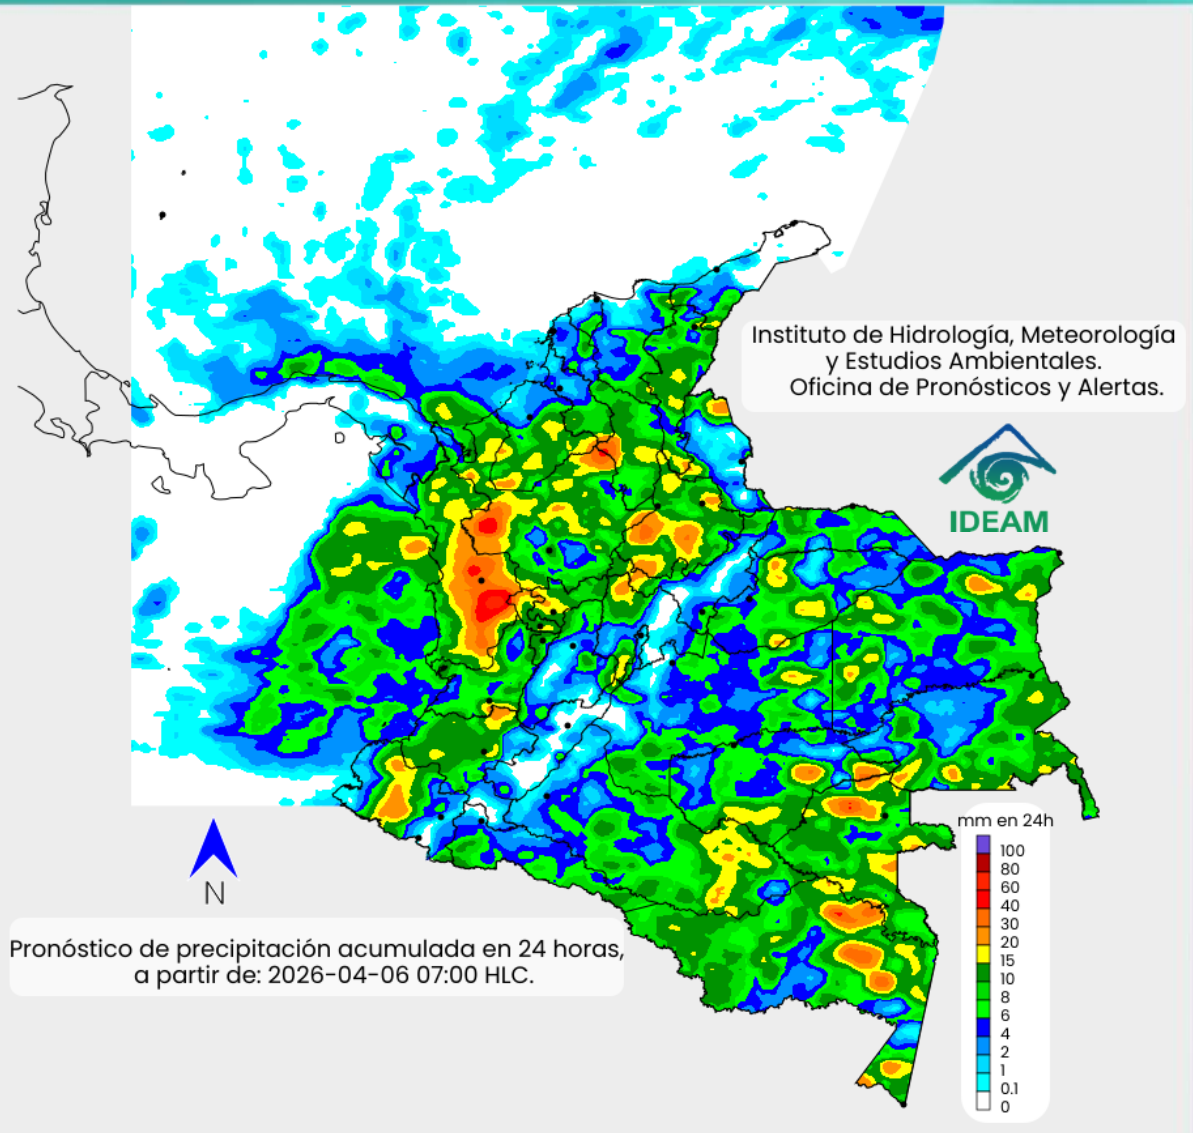 Instituto de Hidrología, Meteorología
y Estudios Ambientales.
Oficina de Pronósticos y Alertas.
IDEAM
mm en 24h
100
80
60
40
30
20
15
10
8
6
4
2
1
0.1
0
N
Pronóstico de precipitación acumulada en 24 horas,
a partir de: 2026-04-06 07:00 HLC.